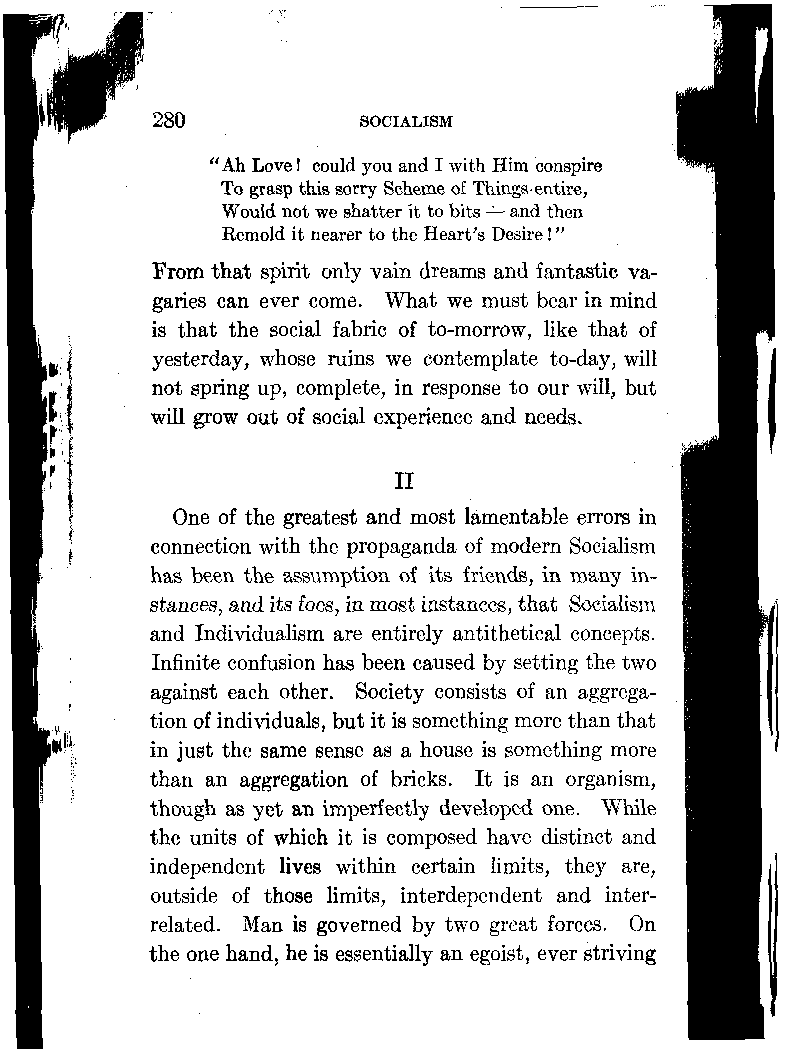 280 SOCIALISM
"Ah Love! could you and I with Him conspire
To grasp this sorry Scheme of Things entire,
Would not we shatter it to bits — and then
Remold it nearer to the Heart's Desire!"
From that spirit only vain dreams and fantastic va-
garies can ever come. What we must bear in mind
is that the social fabric of to-morrow, like that of
yesterday, whose ruins we contemplate to-day, will
not spring up, complete, in response to our will, but
will grow out of social experience and needs.
II
One of the greatest and most lamentable errors in
connection with the propaganda of modern Socialism
has been the assumption of its friends, in many in-
stances, and its foes, in most instances, that Socialism
and Individualism are entirely antithetical concepts.
Infinite confusion has been caused by setting the two
against each other. Society consists of an aggrega-
tion of individuals, but it is something more than that
in just the same sense as a house is something more
than an aggregation of bricks. It is an organism,
though as yet an imperfectly developed one. While
the units of which it is composed have distinct and
independent lives within certain limits, they are,
outside of those limits, interdependent and inter-
related. Man is governed by two great forces. On
the one hand, he is essentially an egoist, ever striving